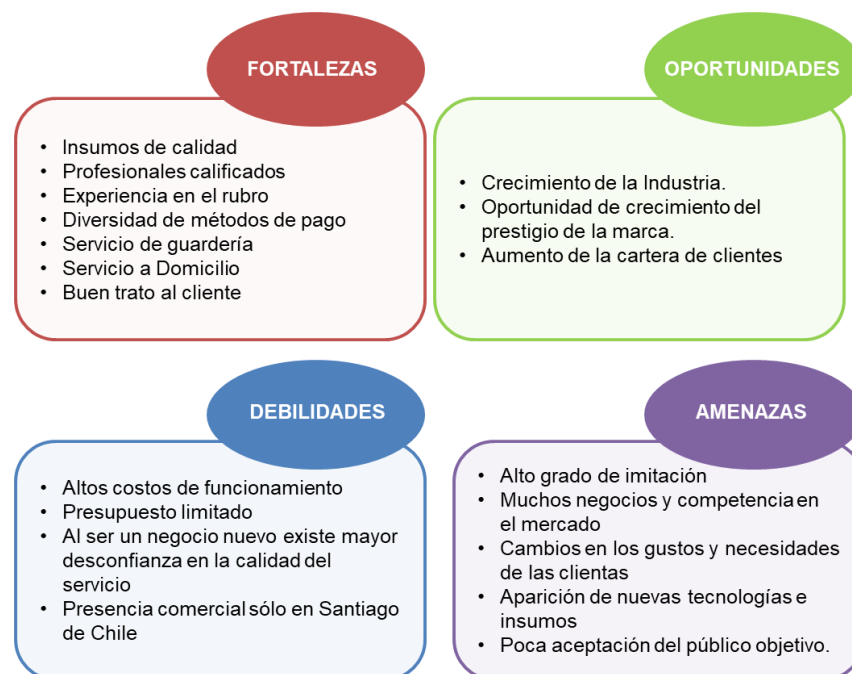 FORTALEZAS
• Insumos de calidad
• Profesionales calificados
• Experiencia en el rubro
• Diversidad de métodos de pago
• Servicio de guardería
• Servicio a Domicilio
• Buen trato al cliente
OPORTUNIDADES
• Crecimiento de la Industria.
• Oportunidad de crecimiento del
prestigio de la marca.
• Aumento de la cartera de clientes
DEBILIDADES
• Altos costos de funcionamiento
• Presupuesto limitado
• Al ser un negocio nuevo existe mayor
desconfianza en la calidad del
servicio
• Presencia comercial sólo en Santiago
de Chile
AMENAZAS
• Alto grado de imitación
• Muchos negocios y competencia en
el mercado
• Cambios en los gustos y necesidades
de las clientas
• Aparición de nuevas tecnologías e
insumos
• Poca aceptación del público objetivo.